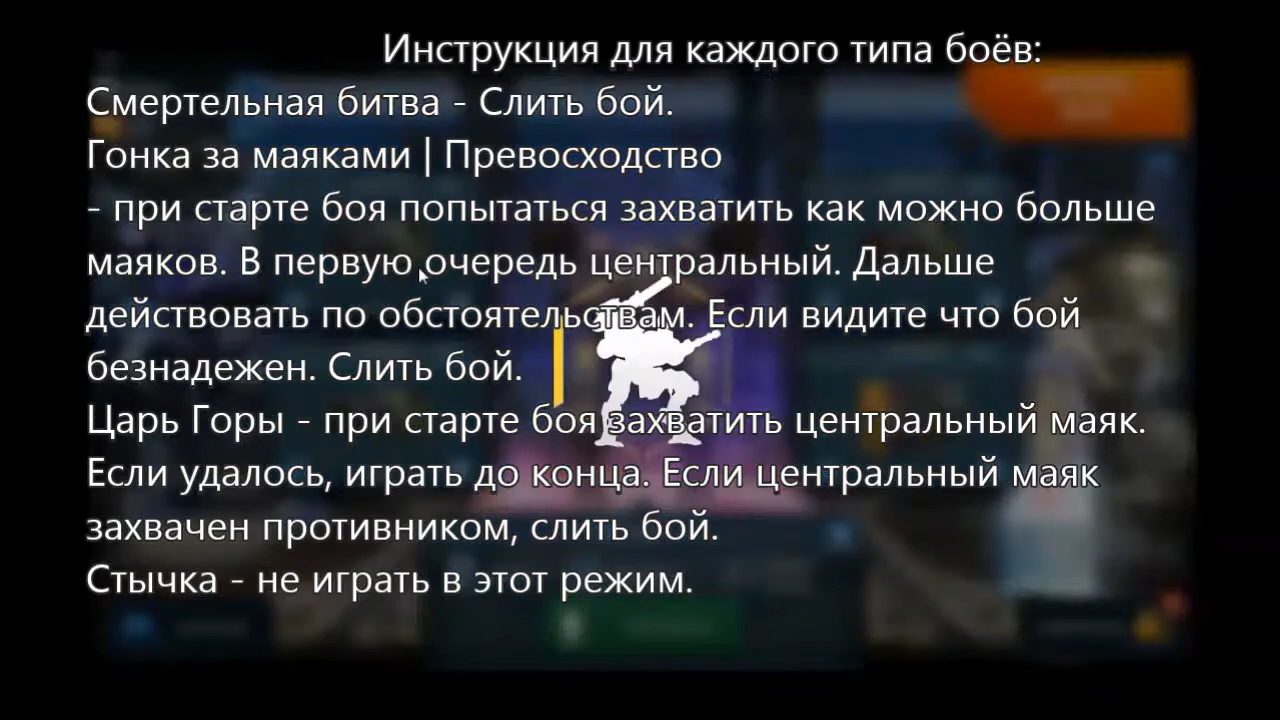 Инструкция для каждого типа боёв:
Смертельная битва - Слить бой.
Гонка за маяками | Превосходство
- при старте боя попытаться захватить как можно больше
маяков. В первую очередь центральный. Дальше
действовать по обстоятельствам. Если видите что бой
безнадежен. Слить бой.
Царь Горы - при старте боя захватить центральный маяк.
Если удалось, играть до конца. Если центральный маяк
захвачен противником, слить бой.
Стычка - не играть в этот режим.